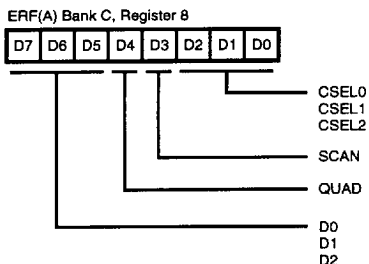 ERF(A) Bank C, Register 8
D7 D6 D5 D4 D3 D2 D1 D0
CSEL0
CSEL1
CSEL2
SCAN
QUAD
D0
D1
D2